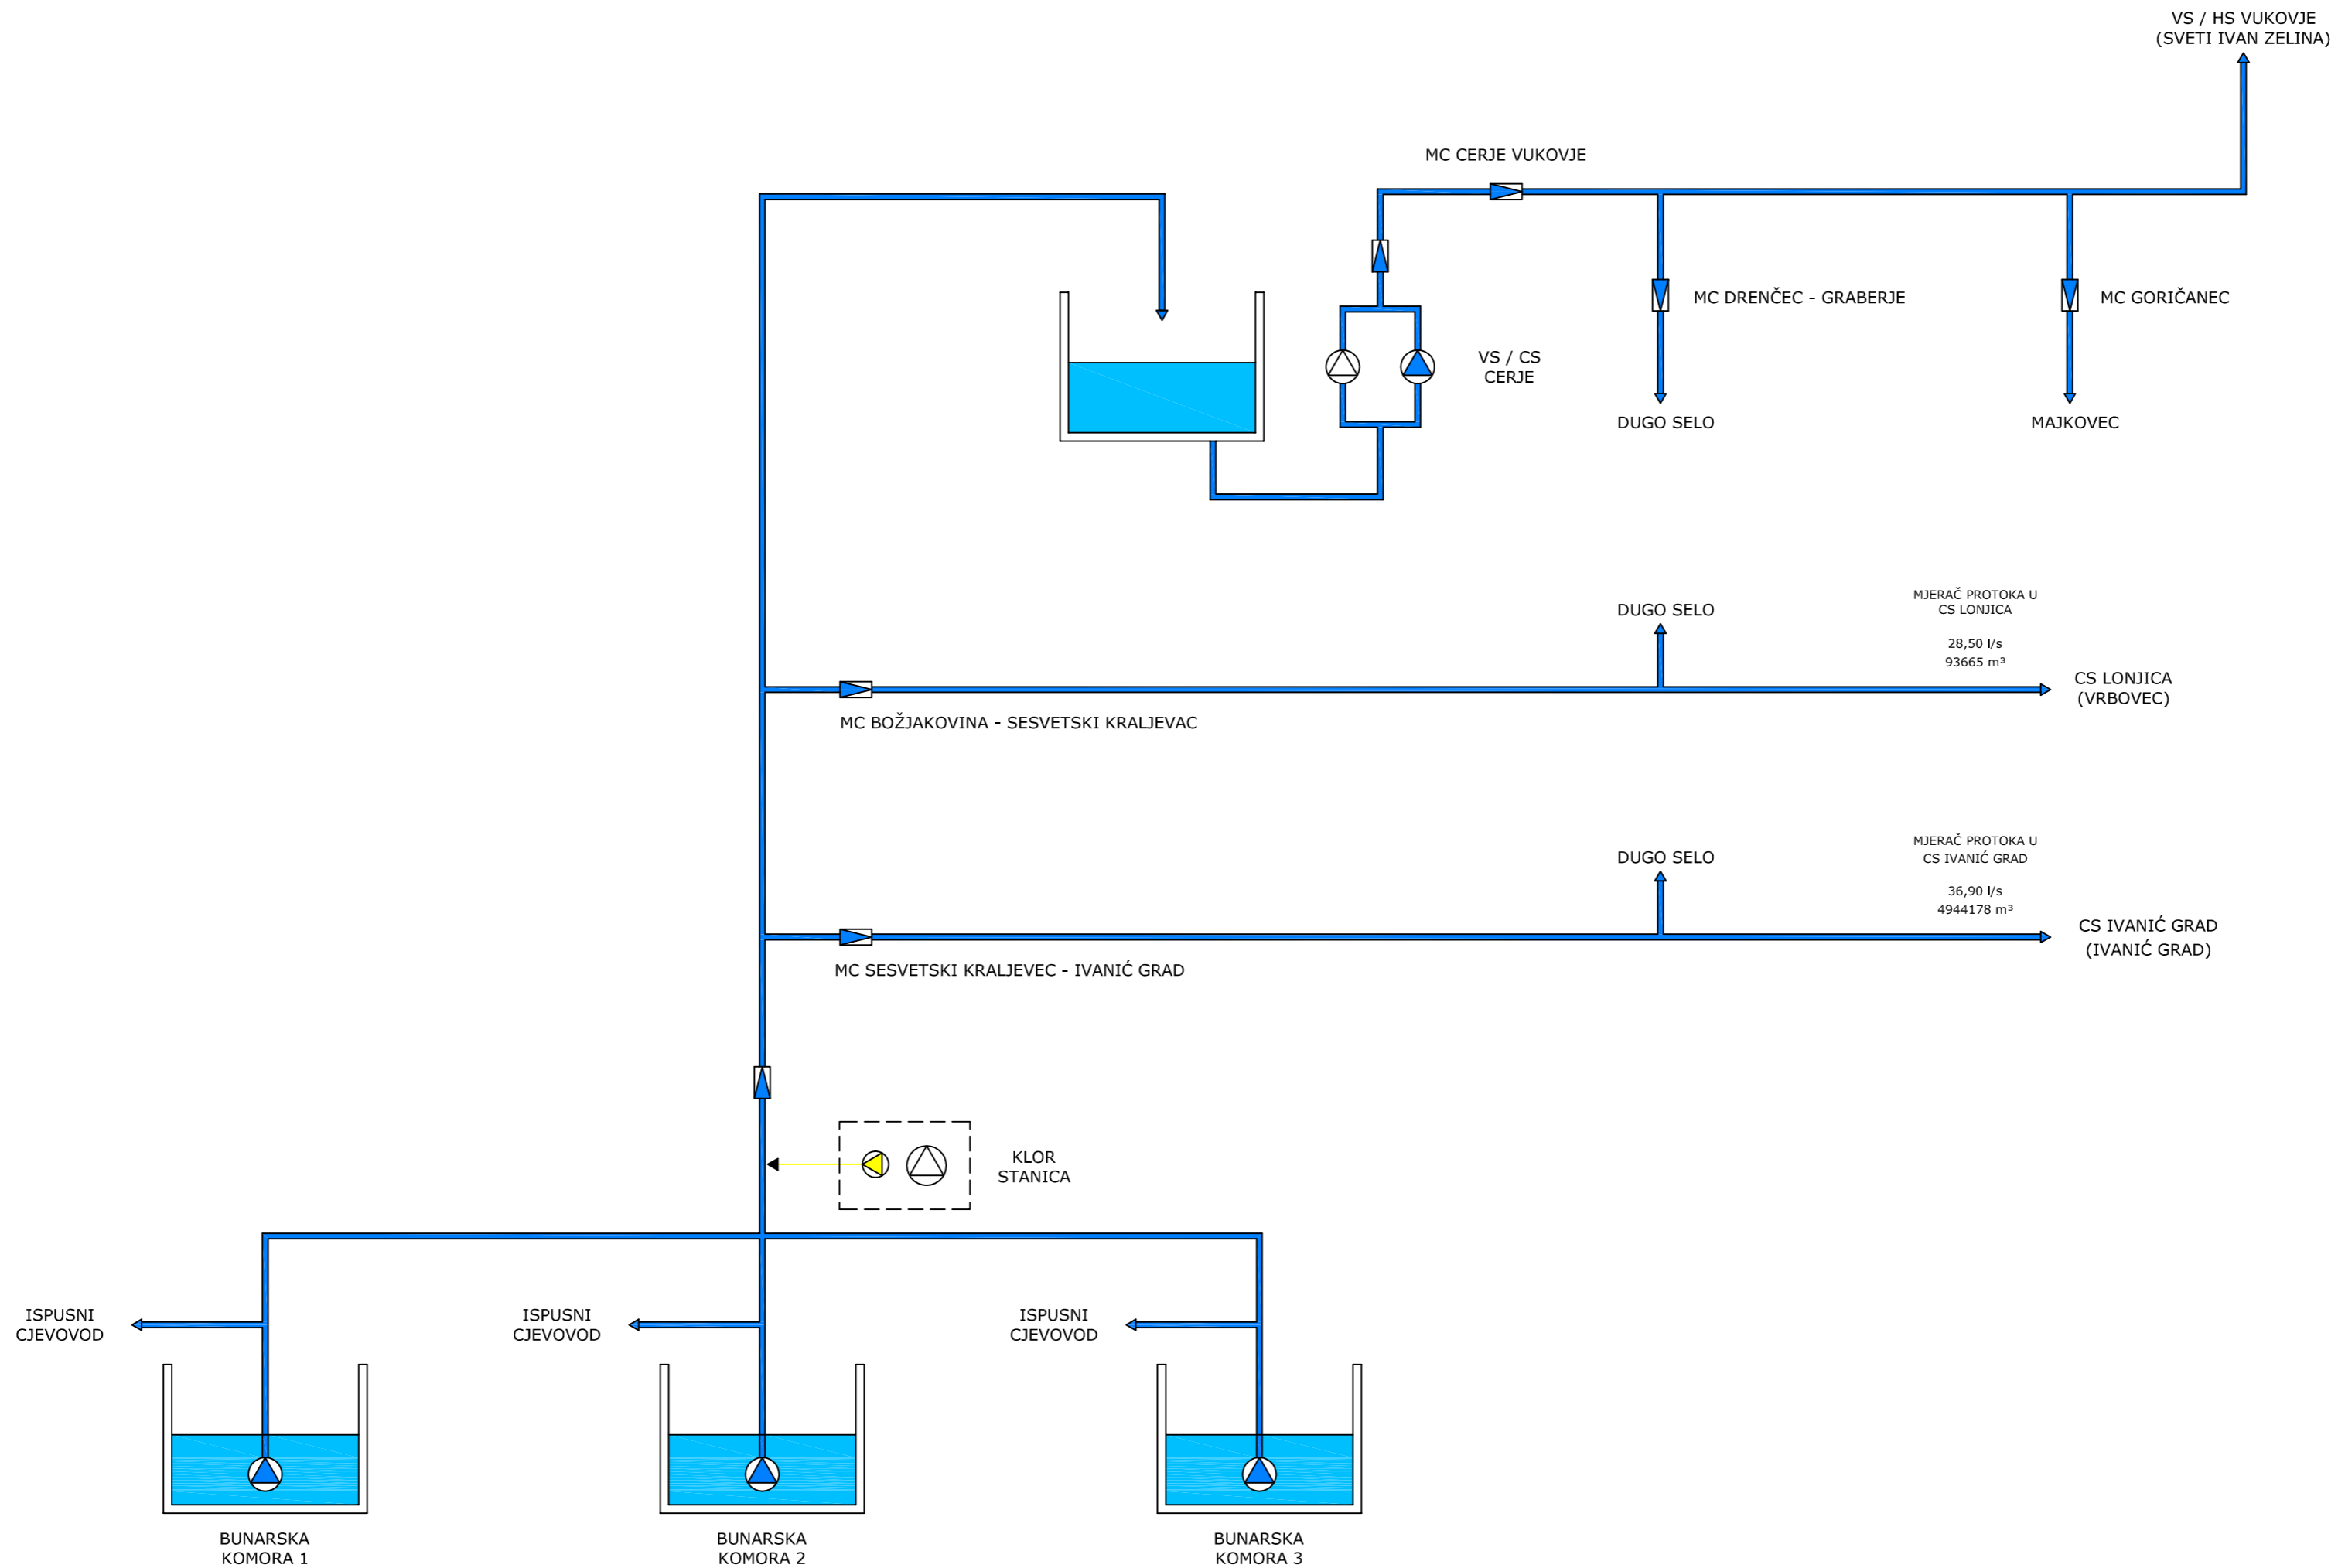 VS / HS VUKOVJE
(SVETI IVAN ZELINA)
MC CERJE VUKOVJE
MC DRENČEC - GRABERJE
MC GORIČANEC
VS / CS
CERJE
DUGO SELO
MAJKOVEC
DUGO SELO
MJERAČ PROTOKA U
CS LONJICA
28,50 l/s
93665 m³
CS LONJICA
(VRBOVEC)
MC BOŽJAKOVINA - SESVETSKI KRALJEVAC
DUGO SELO
MJERAČ PROTOKA U
CS IVANIĆ GRAD
36,90 l/s
4944178 m³
CS IVANIĆ GRAD
(IVANIĆ GRAD)
MC SESVETSKI KRALJEVEC - IVANIĆ GRAD
KLOR
STANICA
ISPUSNI
CJEVOVOD
ISPUSNI
CJEVOVOD
ISPUSNI
CJEVOVOD
BUNARSKA
KOMORA 1
BUNARSKA
KOMORA 2
BUNARSKA
KOMORA 3